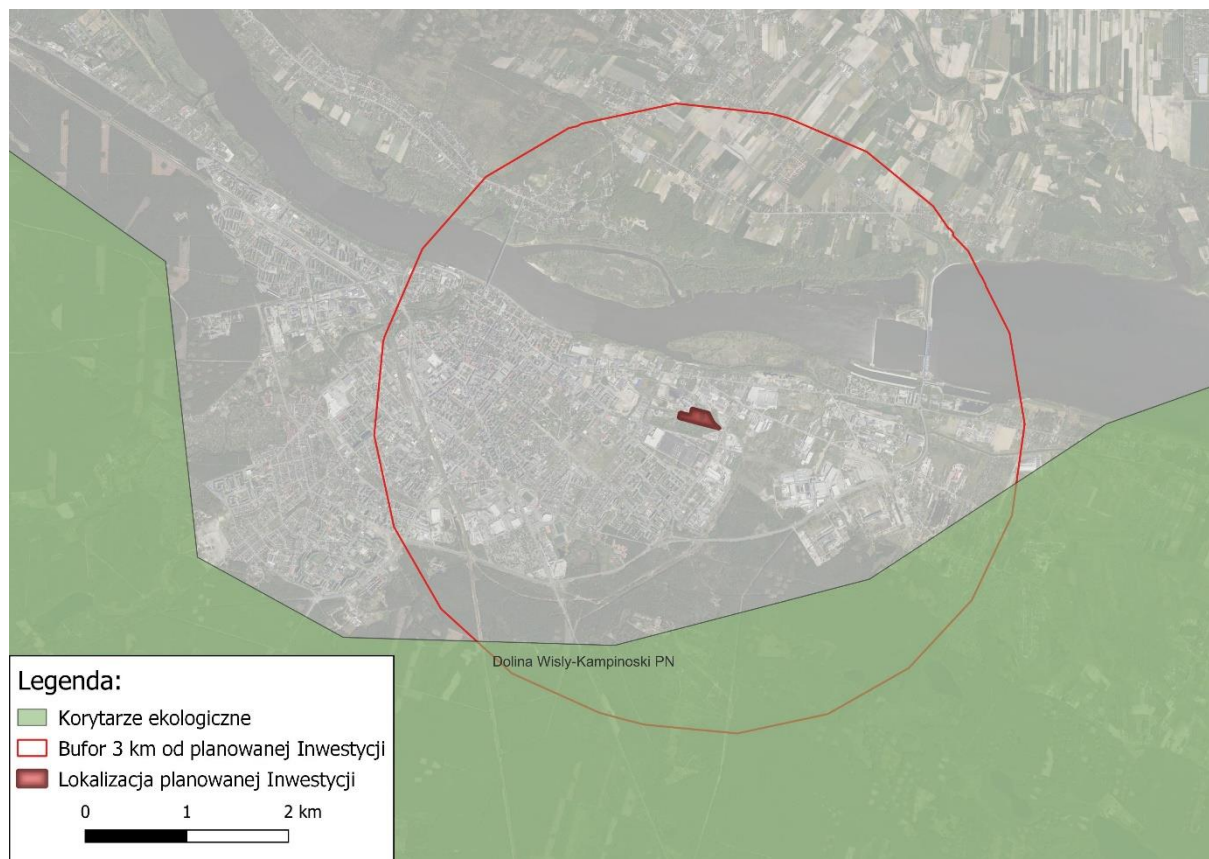 Dolina Wisly-Kampinoski PN
Legenda:
Korytarze ekologiczne
Bufor 3 km od planowanej Inwestycji
Lokalizacja planowanej Inwestycji
0 1 2 km